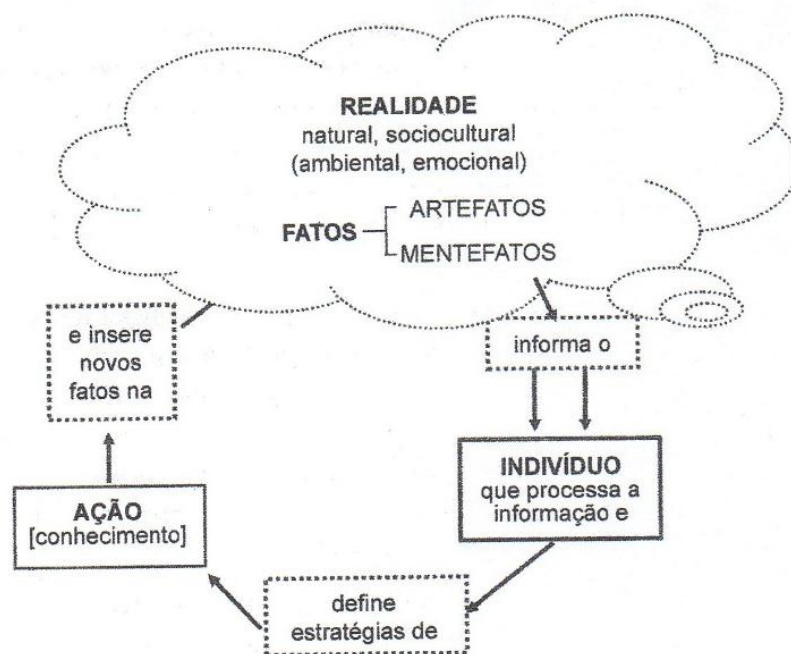 REALIDADE
natural, sociocultural
(ambiental, emocional)
FATOS
ARTEFATOS
MENTEFATOS
informa o
INDIVÍDUO
que processa a
informação e
define
estratégias de
AÇÃO
[conhecimento]
e insere
novos
fatos na